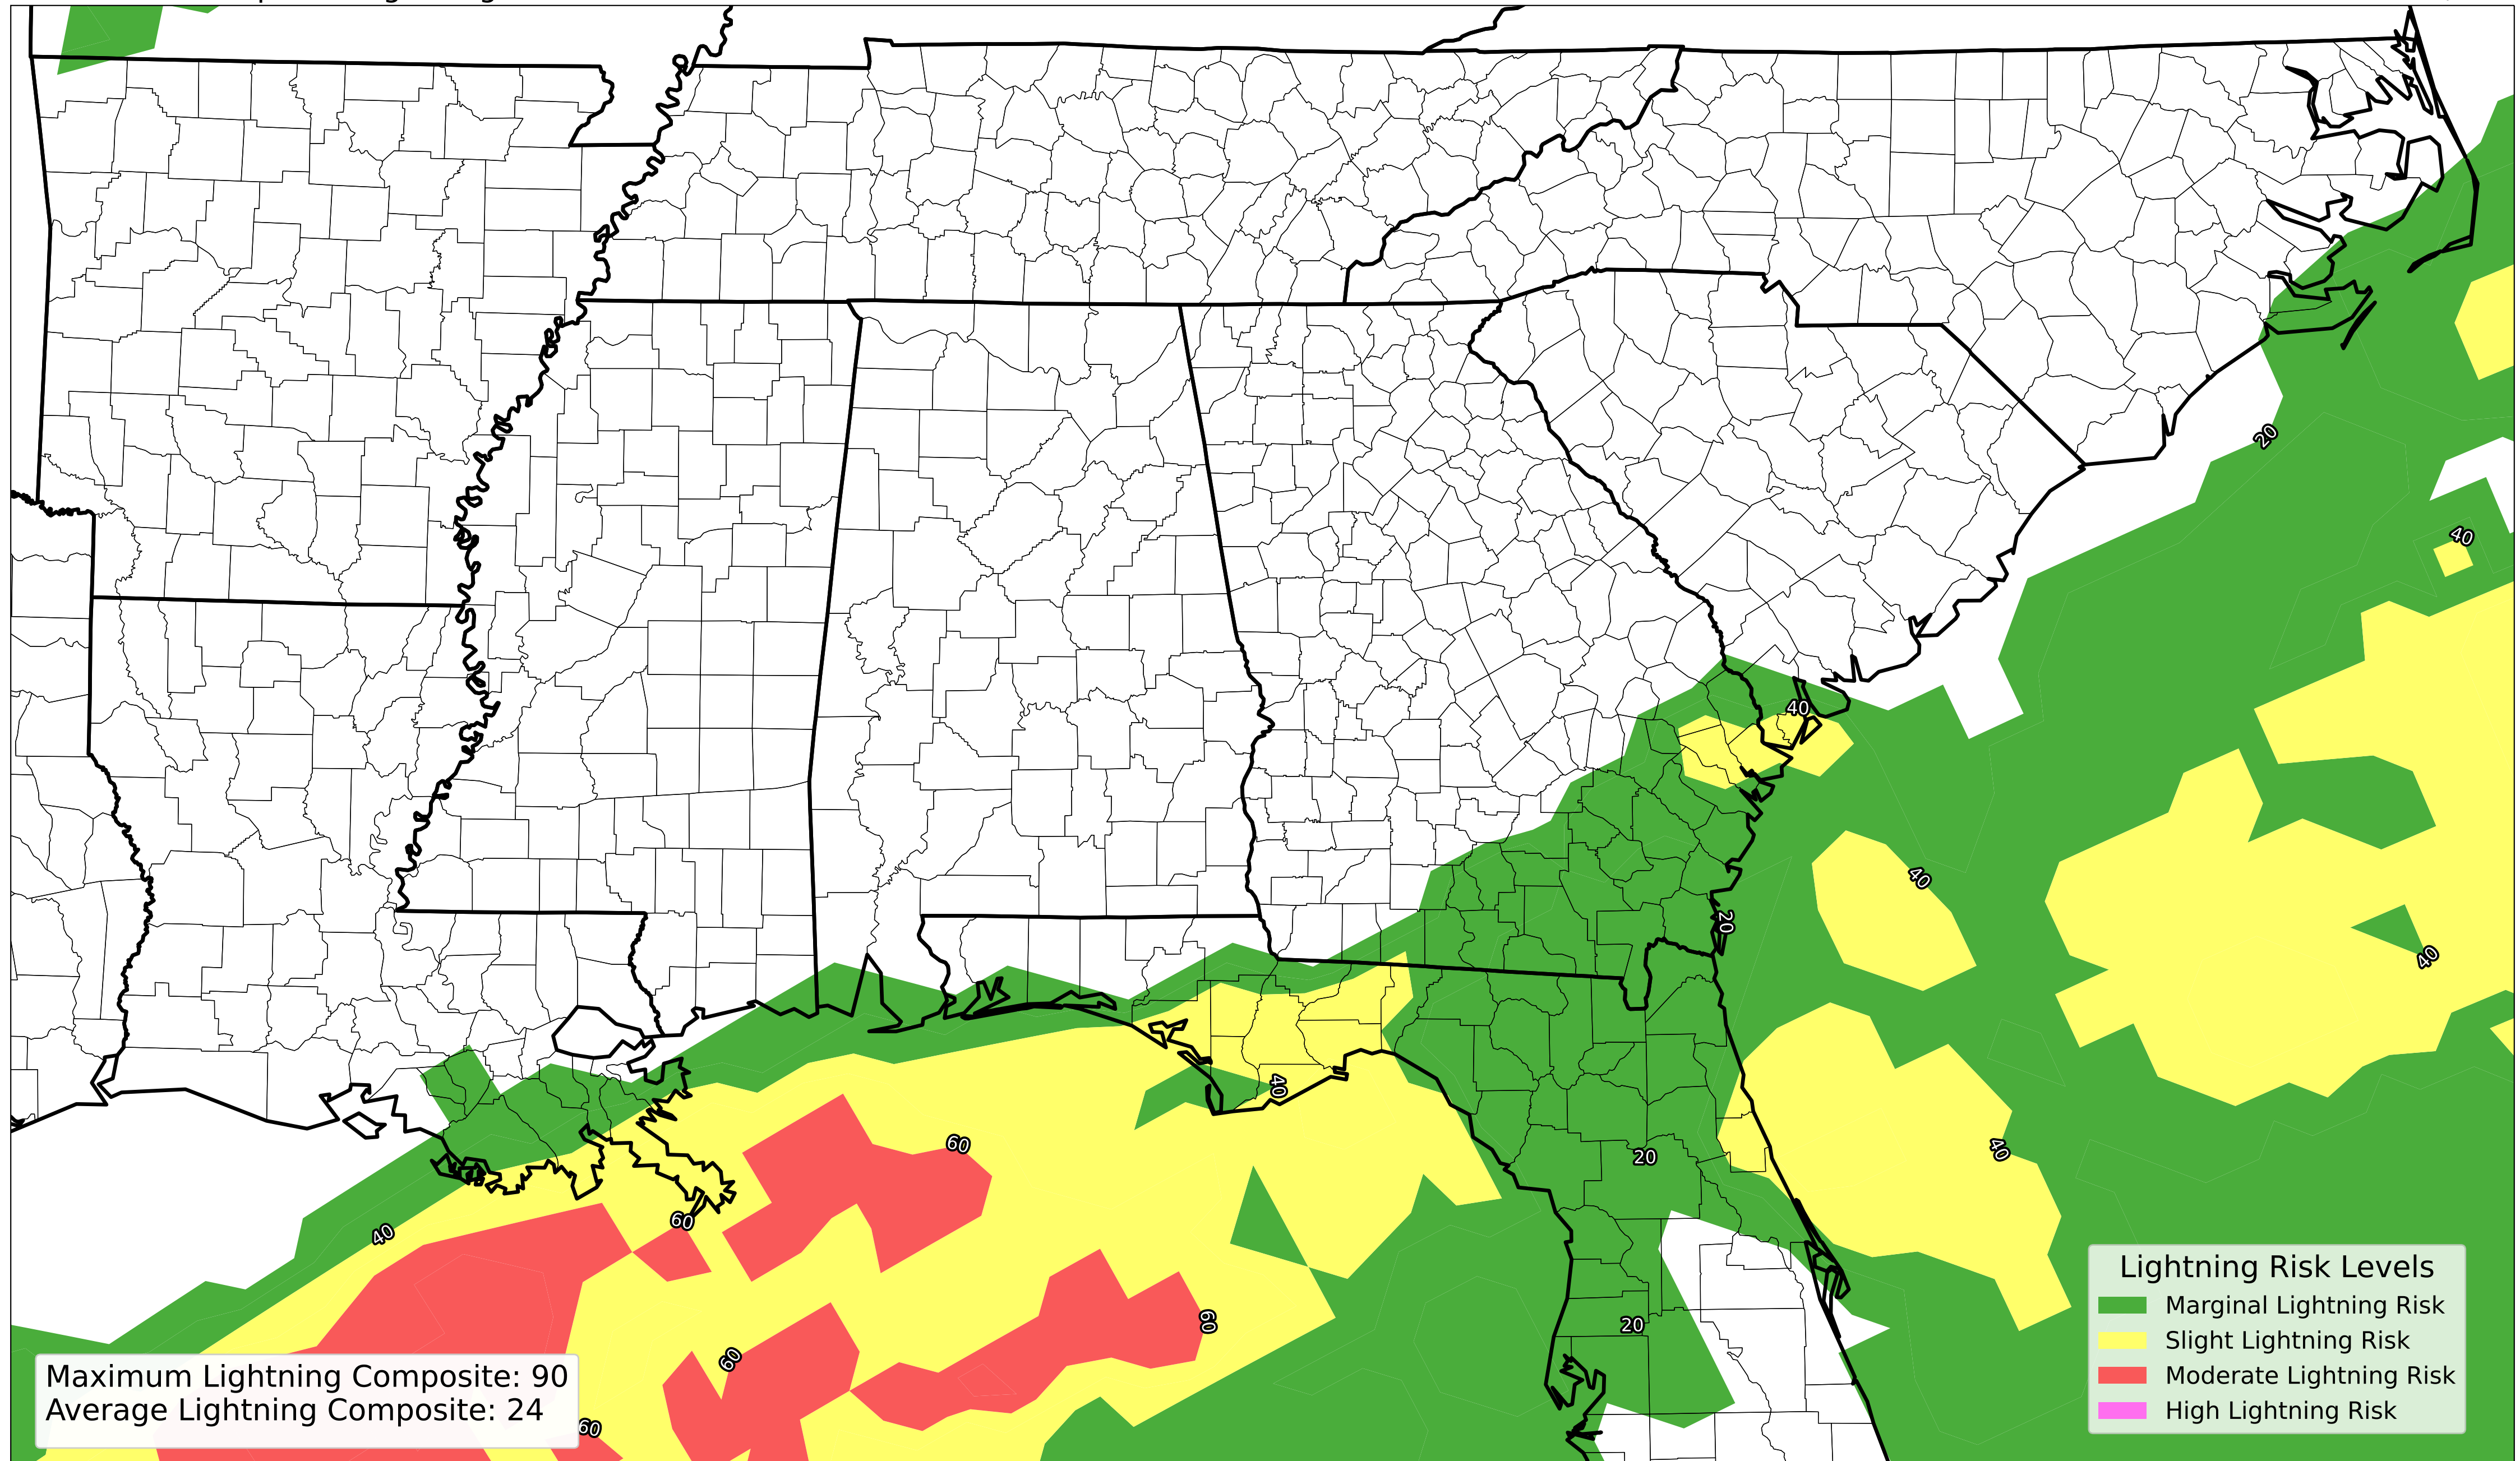 20
40
40
40
20
40
40
40
60
20
40
60
40
20
60
60
60
Lightning Risk Levels
Marginal Lightning Risk
Slight Lightning Risk
Moderate Lightning Risk
High Lightning Risk
Maximum Lightning Composite: 90
Average Lightning Composite: 24